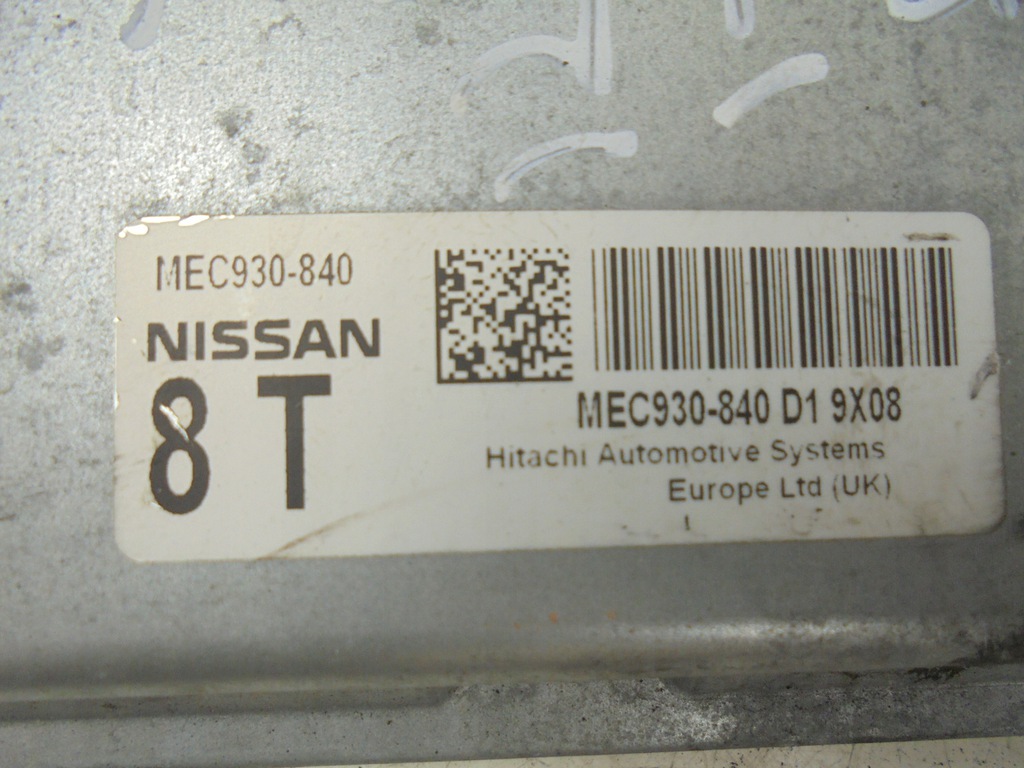 MEC930-840
NISSAN
8 T
MEC930-840 D1 9X08
Hitachi Automotive Systems
Europe Ltd (UK)